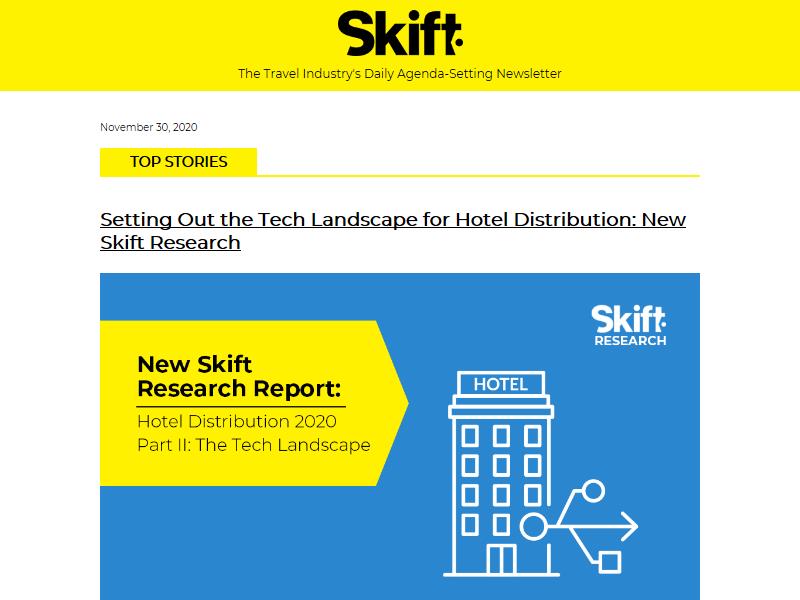 Skift
The Travel Industry's Daily Agenda-Setting Newsletter
November 30, 2020
TOP STORIES
Setting Out the Tech Landscape for Hotel Distribution: New
Skift Research
Skift
RESEARCH
New Skift
Research Report:
Hotel Distribution 2020
Part II: The Tech Landscape
HOTEL